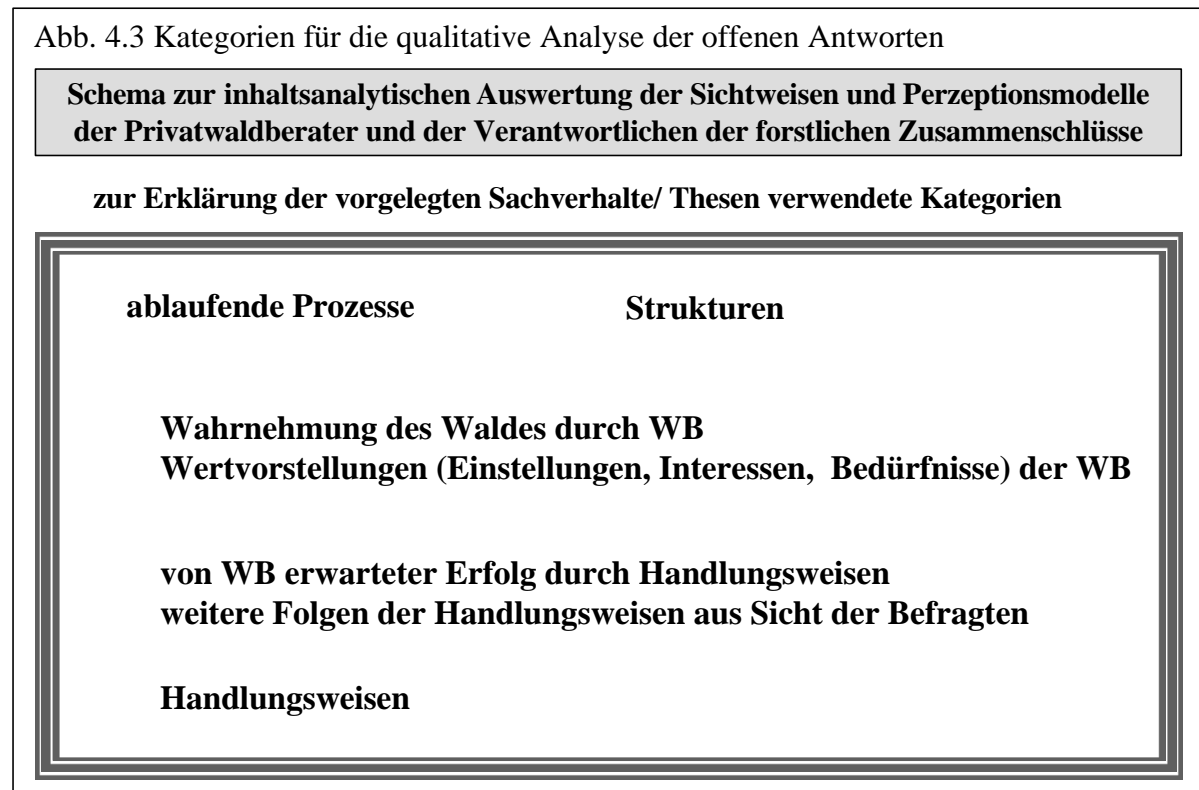 Abb. 4.3 Kategorien für die qualitative Analyse der offenen Antworten
Schema zur inhaltsanalytischen Auswertung der Sichtweisen und Perzeptionsmodelle
der Privatwaldberater und der Verantwortlichen der forstlichen Zusammenschlüsse
zur Erklärung der vorgelegten Sachverhalte/ Thesen verwendete Kategorien
ablaufende Prozesse Strukturen
Wahrnehmung des Waldes durch WB
Wertvorstellungen (Einstellungen, Interessen, Bedürfnisse) der WB
von WB erwarteter Erfolg durch Handlungsweisen
weitere Folgen der Handlungsweisen aus Sicht der Befragten
Handlungsweisen